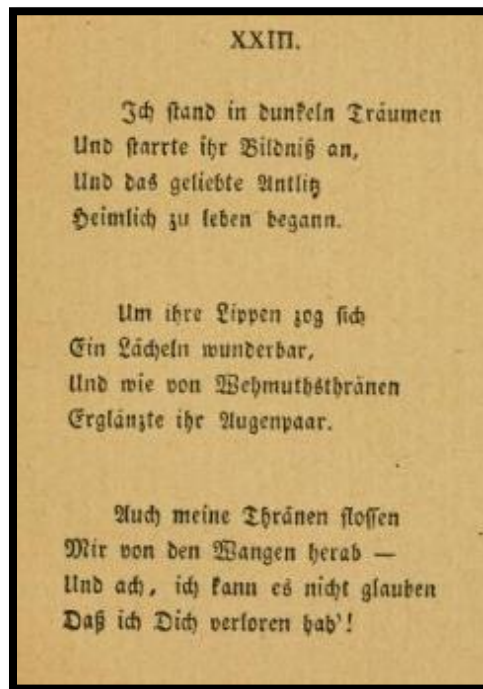 XXIII.
Ich stand in dunkeln Träumen
Und starrte ihr Bildniß an,
Und das geliebte Antlitz
Heimlich zu leben begann.
Um ihre Lippen zog sich
Ein Lächeln wunderbar,
Und wie von Wehmuthsthränen
Erglänzte ihr Augenpaar.
Auch meine Thränen flossen
Mir von den Wangen herab —
Und ach, ich kann es nicht glauben
Daß ich Dich verloren hab'!